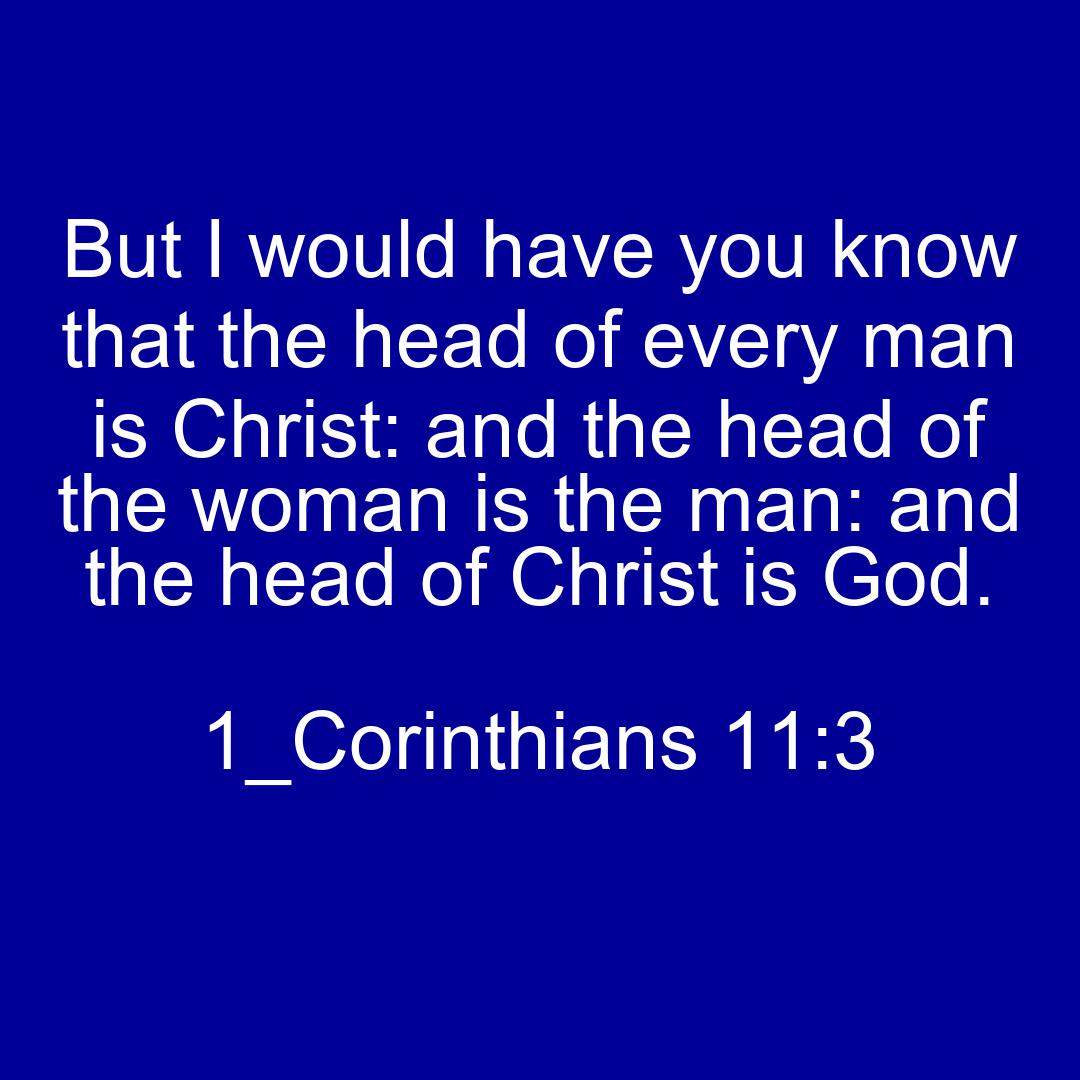 But I would have you know
that the head of every man
is Christ: and the head of
the woman is the man: and
the head of Christ is God.
1_Corinthians 11:3